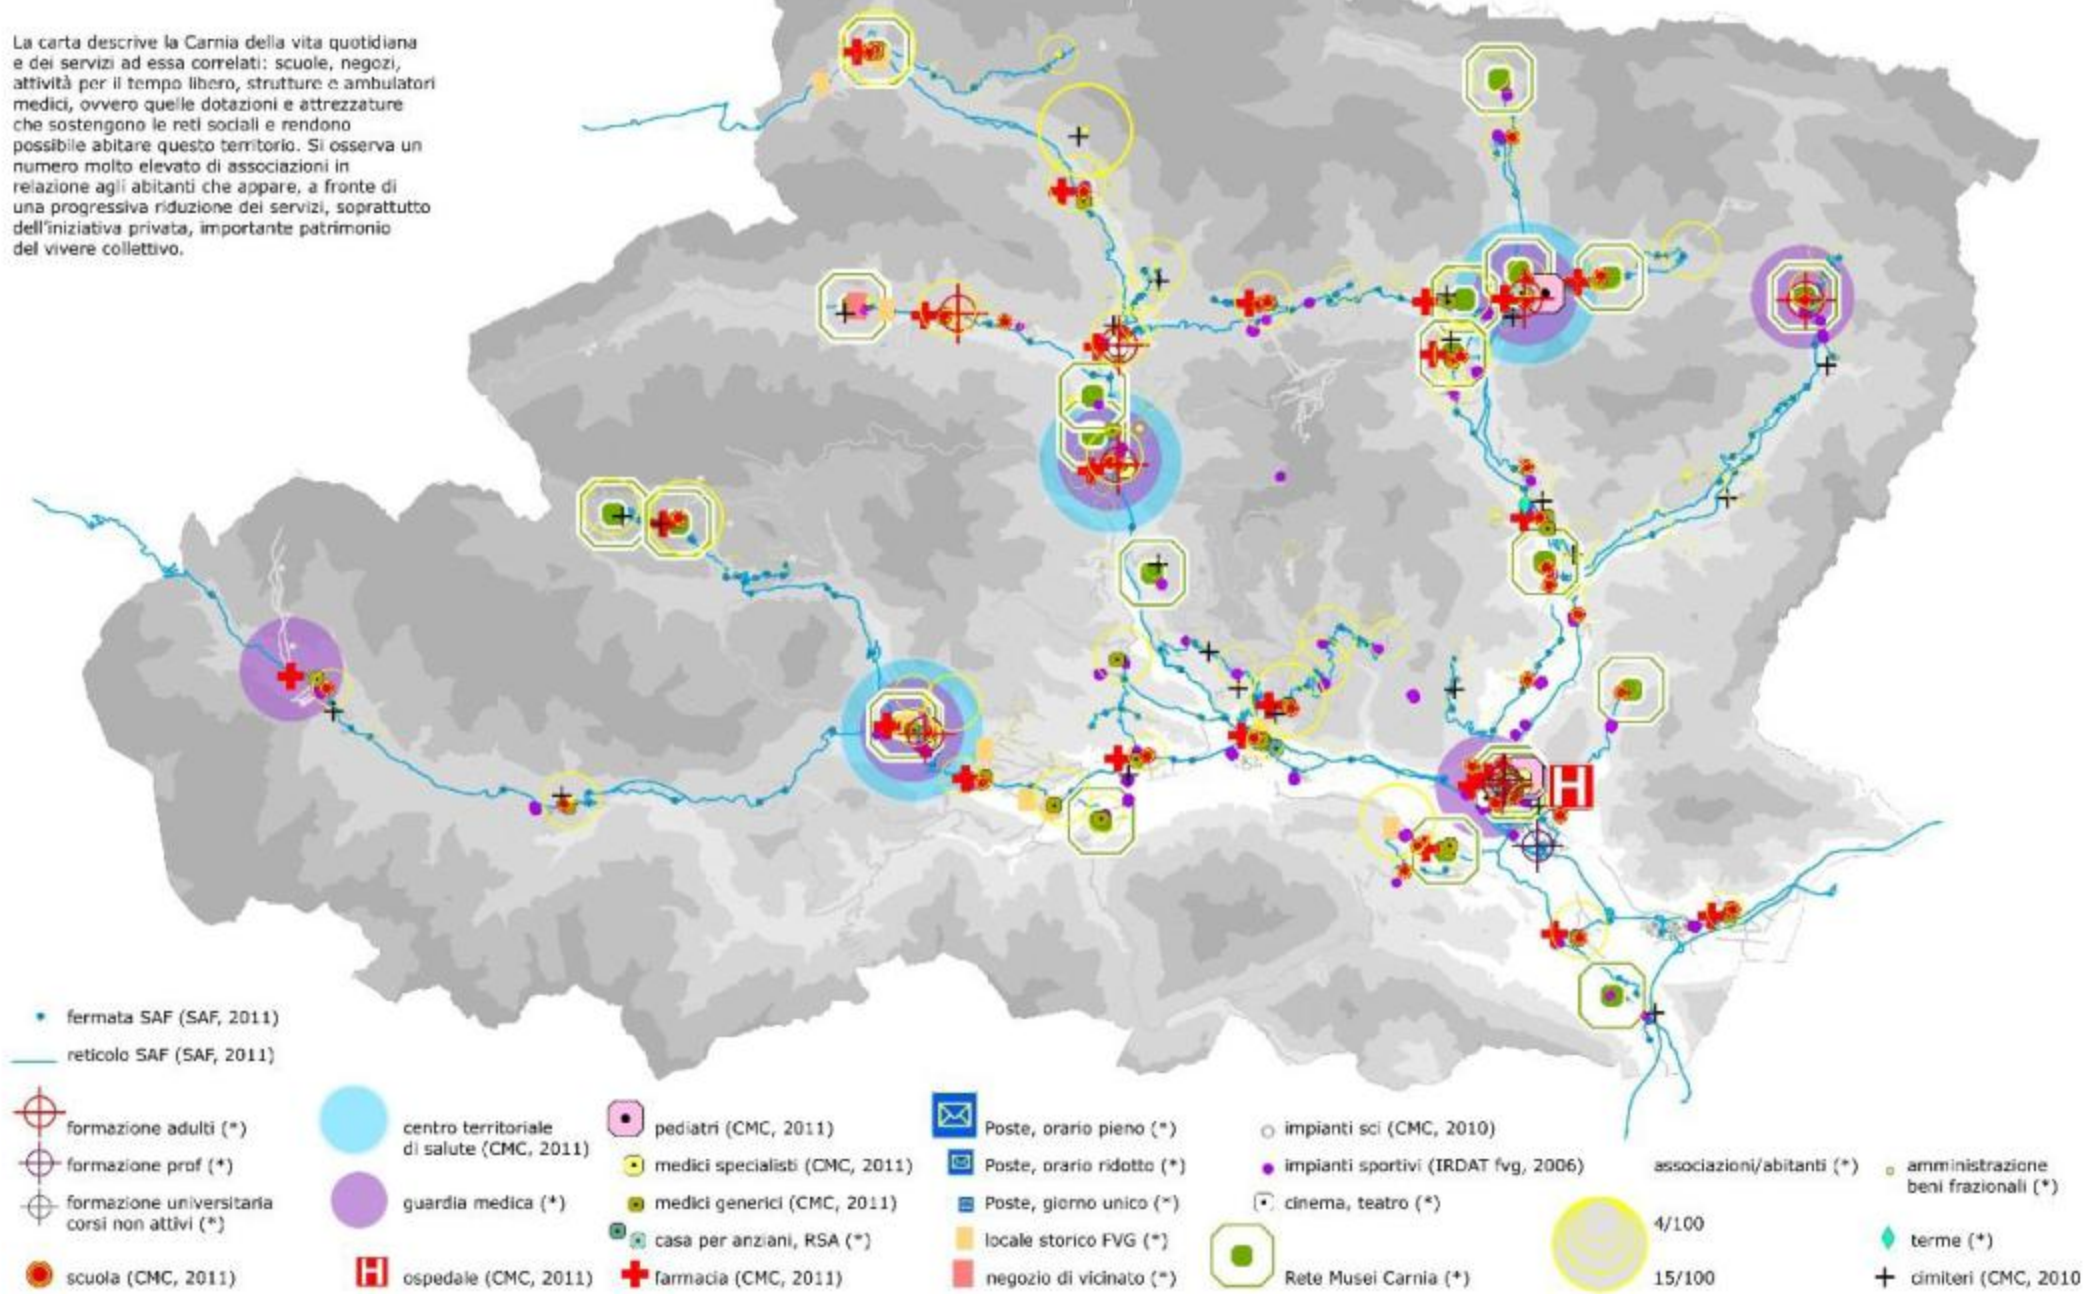 La carta descrive la Carnia della vita quotidiana
e dei servizi ad essa correlati: scuole, negozi,
attività per il tempo libero, strutture e ambulatori
medici, ovvero quelle dotazioni e attrezzature
che sostengono le reti sociali e rendono
possibile abitare questo territorio. Si osserva un
numero molto elevato di associazioni in
relazione agli abitanti che appare, a fronte di
una progressiva riduzione dei servizi, soprattutto
dell'iniziativa privata, importante patrimonio
del vivere collettivo.
H
fermata SAF (SAF, 2011)
reticolo SAF (SAF, 2011)
formazione adulti (*)
formazione prof (*)
formazione universitaria
corsi non attivi (*)
scuola (CMC, 2011)
centro territoriale
di salute (CMC, 2011)
guardia medica (*)
H ospedale (CMC, 2011)
pediatri (CMC, 2011)
medici specialisti (CMC, 2011)
medici generici (CMC, 2011)
casa per anziani, RSA (*)
farmacia (CMC, 2011)
Poste, orario pieno (*)
Poste, orario ridotto (*)
Poste, giorno unico (*)
locale storico FVG (*)
negozio di vicinato (*)
impianti sci (CMC, 2010)
impianti sportivi (IRDAT fvg, 2006)
cinema, teatro (*)
Rete Musei Carnia (*)
associazioni/abitanti (*)
4/100
15/100
amministrazione
beni frazionali (*)
terme (*)
cimiteri (CMC, 2010